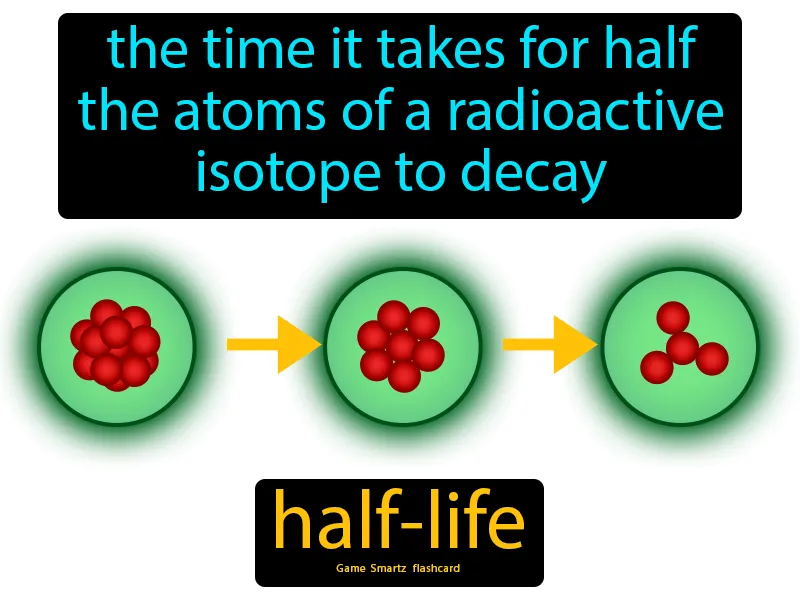 the time it takes for half
the atoms of a radioactive
isotope to decay
half-life
Game Smartz flashcard